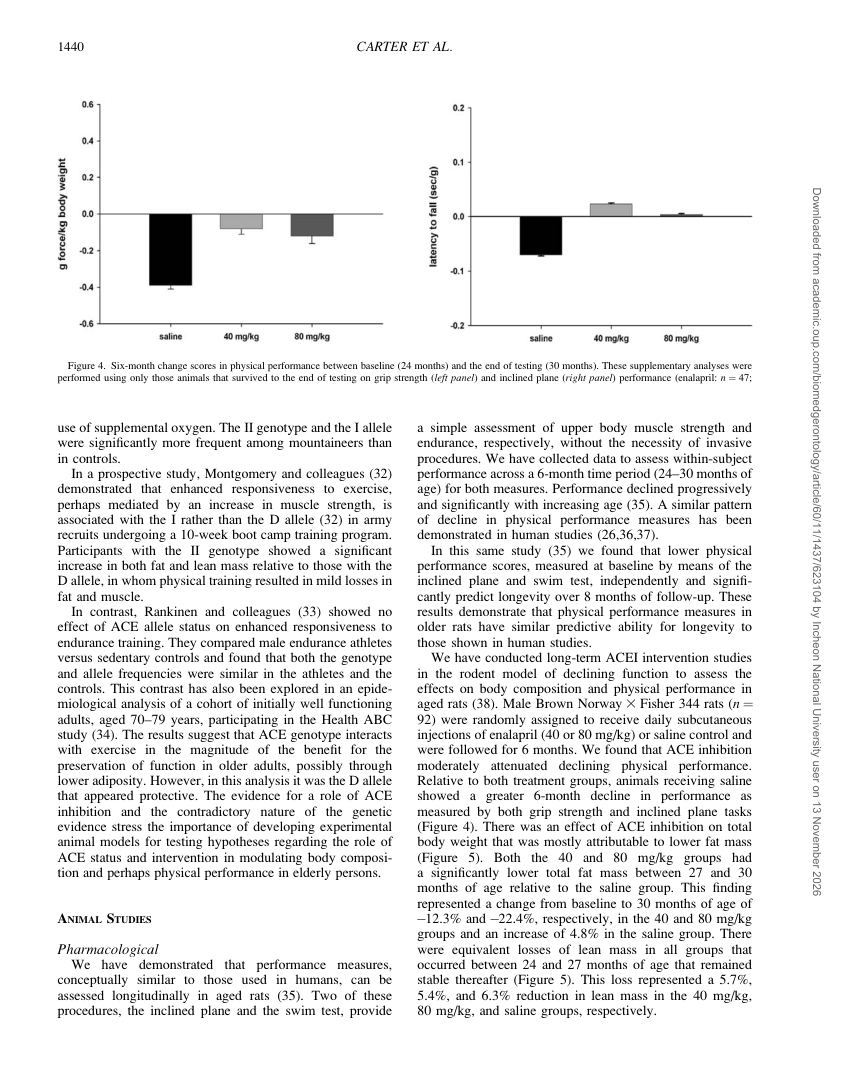 1440
CARTER ET AL.
0.6
0.4
0.2
0.0
-0.2
-0.4
-0.6
g force/kg body weight
saline
40 mg/kg
80 mg/kg
0.2
0.1
0.0
-0.1
-0.2
latency to fall (sec/g)
saline
40 mg/kg
80 mg/kg
Figure 4. Six-month change scores in physical performance between baseline (24 months) and the end of testing (30 months). These supplementary analyses were
performed using only those animals that survived to the end of testing on grip strength (left panel) and inclined plane (right panel) performance (enalapril: n = 47;
use of supplemental oxygen. The II genotype and the I allele
were significantly more frequent among mountaineers than
in controls.
In a prospective study, Montgomery and colleagues (32)
demonstrated that enhanced responsiveness to exercise,
perhaps mediated by an increase in muscle strength, is
associated with the I rather than the D allele (32) in army
recruits undergoing a 10-week boot camp training program.
Participants with the II genotype showed a significant
increase in both fat and lean mass relative to those with the
D allele, in whom physical training resulted in mild losses in
fat and muscle.
In contrast, Rankinen and colleagues (33) showed no
effect of ACE allele status on enhanced responsiveness to
endurance training. They compared male endurance athletes
versus sedentary controls and found that both the genotype
and allele frequencies were similar in the athletes and the
controls. This contrast has also been explored in an epide-
miological analysis of a cohort of initially well functioning
adults, aged 70–79 years, participating in the Health ABC
study (34). The results suggest that ACE genotype interacts
with exercise in the magnitude of the benefit for the
preservation of function in older adults, possibly through
lower adiposity. However, in this analysis it was the D allele
that appeared protective. The evidence for a role of ACE
inhibition and the contradictory nature of the genetic
evidence stress the importance of developing experimental
animal models for testing hypotheses regarding the role of
ACE status and intervention in modulating body composi-
tion and perhaps physical performance in elderly persons.
ANIMAL STUDIES
Pharmacological
We have demonstrated that performance measures,
conceptually similar to those used in humans, can be
assessed longitudinally in aged rats (35). Two of these
procedures, the inclined plane and the swim test, provide
a simple assessment of upper body muscle strength and
endurance, respectively, without the necessity of invasive
procedures. We have collected data to assess within-subject
performance across a 6-month time period (24–30 months of
age) for both measures. Performance declined progressively
and significantly with increasing age (35). A similar pattern
of decline in physical performance measures has been
demonstrated in human studies (26,36,37).
In this same study (35) we found that lower physical
performance scores, measured at baseline by means of the
inclined plane and swim test, independently and signifi-
cantly predict longevity over 8 months of follow-up. These
results demonstrate that physical performance measures in
older rats have similar predictive ability for longevity to
those shown in human studies.
We have conducted long-term ACEI intervention studies
in the rodent model of declining function to assess the
effects on body composition and physical performance in
aged rats (38). Male Brown Norway × Fisher 344 rats (n =
92) were randomly assigned to receive daily subcutaneous
injections of enalapril (40 or 80 mg/kg) or saline control and
were followed for 6 months. We found that ACE inhibition
moderately attenuated declining physical performance.
Relative to both treatment groups, animals receiving saline
showed a greater 6-month decline in performance as
measured by both grip strength and inclined plane tasks
(Figure 4). There was an effect of ACE inhibition on total
body weight that was mostly attributable to lower fat mass
(Figure 5). Both the 40 and 80 mg/kg groups had
a significantly lower total fat mass between 27 and 30
months of age relative to the saline group. This finding
represented a change from baseline to 30 months of age of
−12.3% and −22.4%, respectively, in the 40 and 80 mg/kg
groups and an increase of 4.8% in the saline group. There
were equivalent losses of lean mass in all groups that
occurred between 24 and 27 months of age that remained
stable thereafter (Figure 5). This loss represented a 5.7%,
5.4%, and 6.3% reduction in lean mass in the 40 mg/kg,
80 mg/kg, and saline groups, respectively.
Downloaded from academic.oup.com/biomedgerontology/article/60/11/1437/623104 by Incheon National University user on 13 November 2026